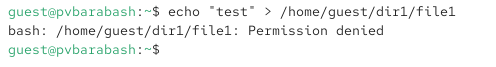 guest@pvbarabash:~$ echo "test" > /home/guest/dir1/file1
bash: /home/guest/dir1/file1: Permission denied
guest@pvbarabash:~$